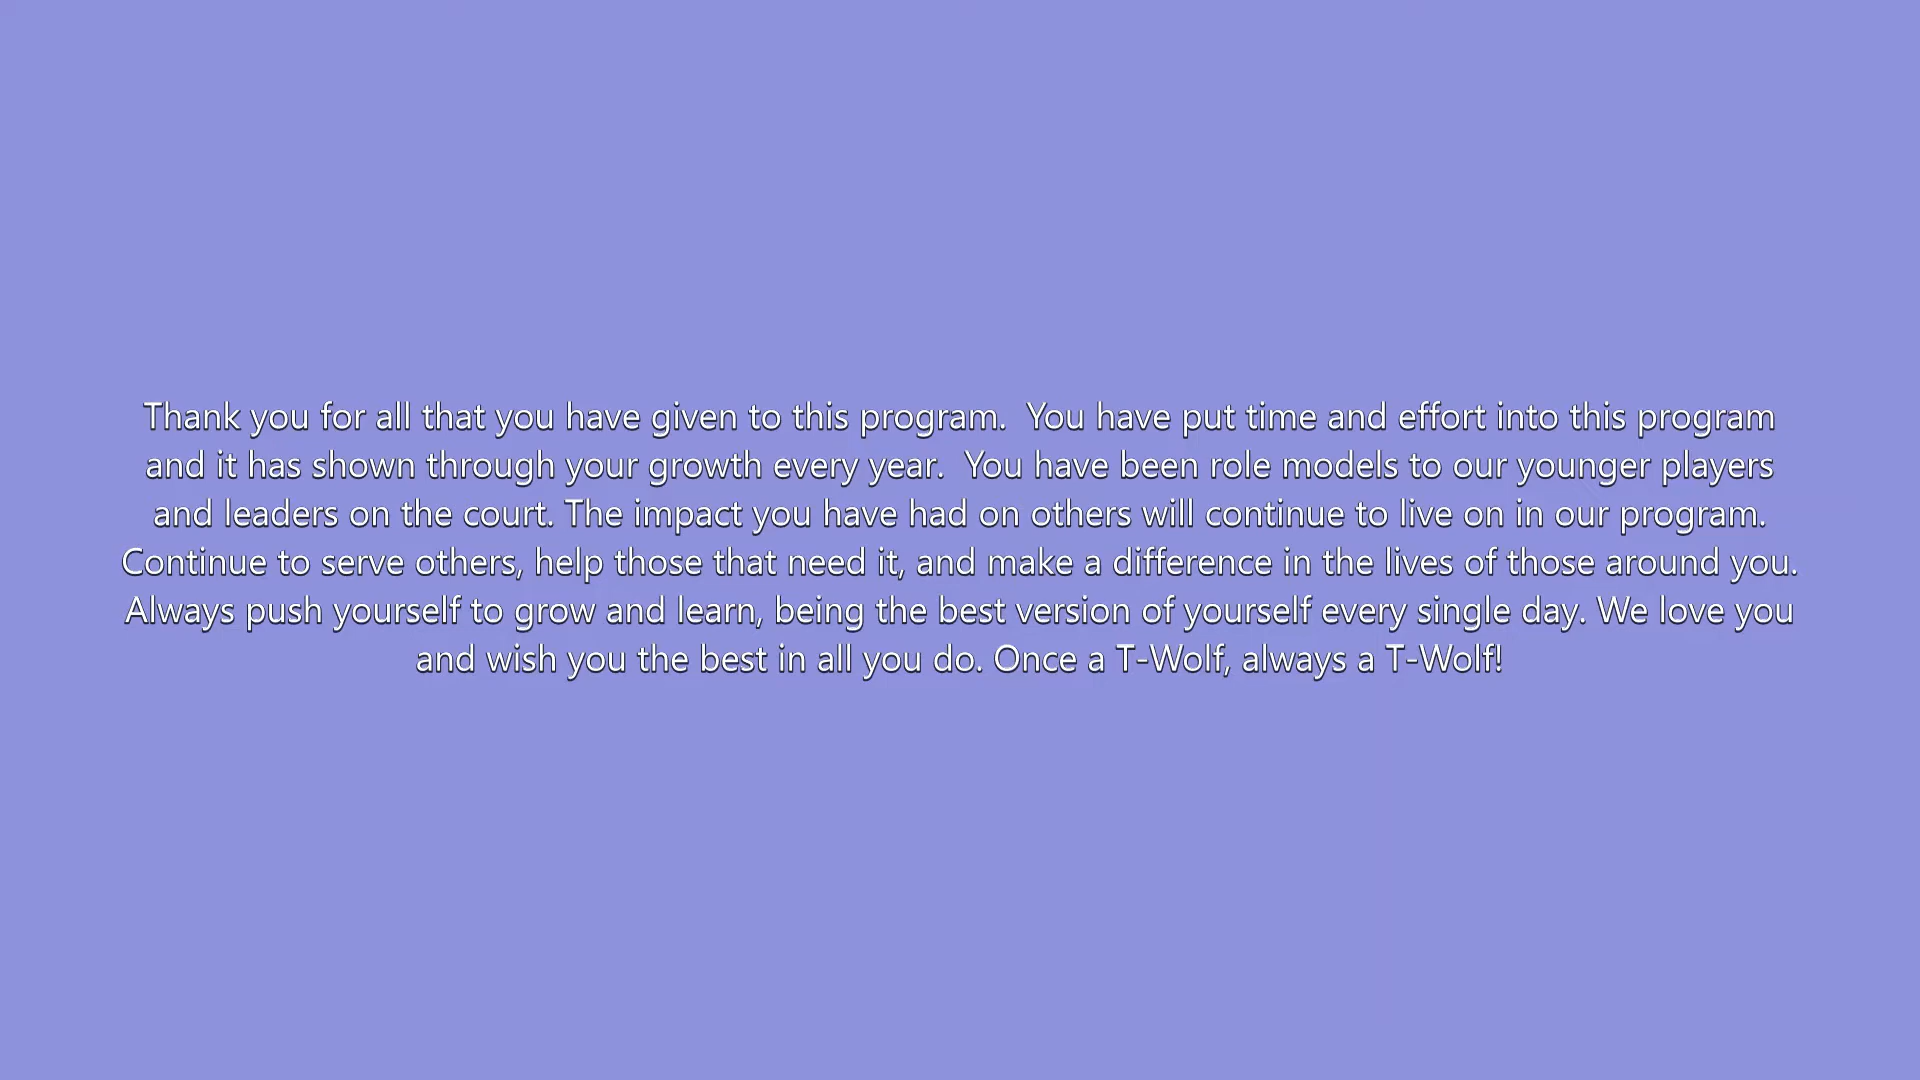 Thank you for all that you have given to this program.  You have put time and effort into this program
and it has shown through your growth every year.  You have been role models to our younger players
and leaders on the court. The impact you have had on others will continue to live on in our program.
Continue to serve others, help those that need it, and make a difference in the lives of those around you.
Always push yourself to grow and learn, being the best version of yourself every single day. We love you
and wish you the best in all you do. Once a T-Wolf, always a T-Wolf!